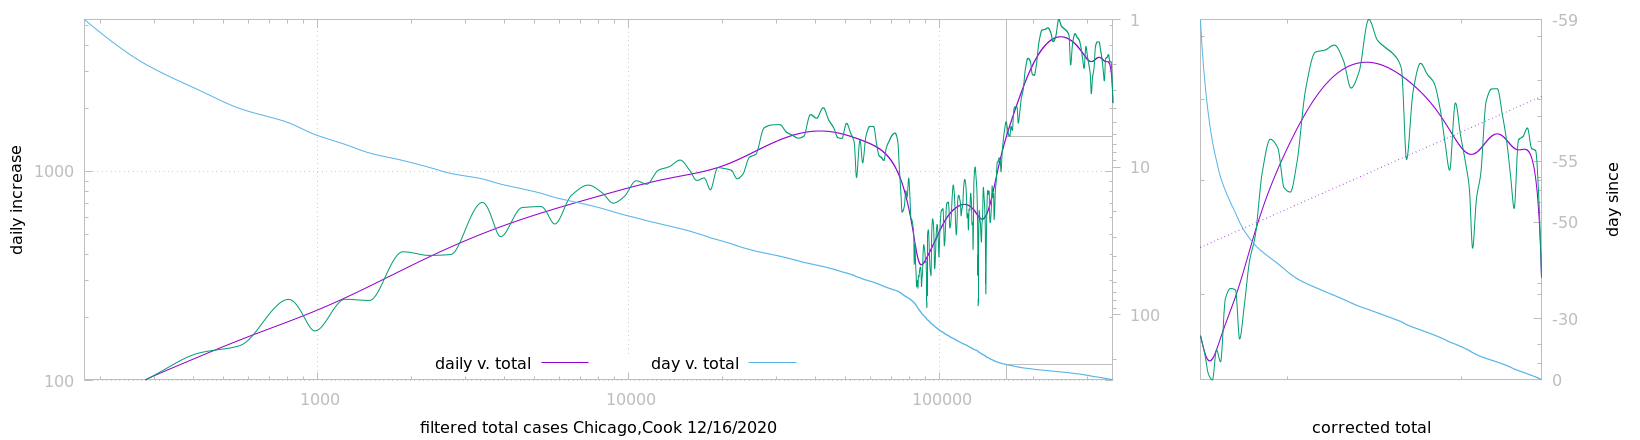 daily increase
1000
100
1000
10000
100000
1
10
100
daily v. total
day v. total
filtered total cases Chicago,Cook 12/16/2020
-59
-55
-50
-30
0
day since
corrected total